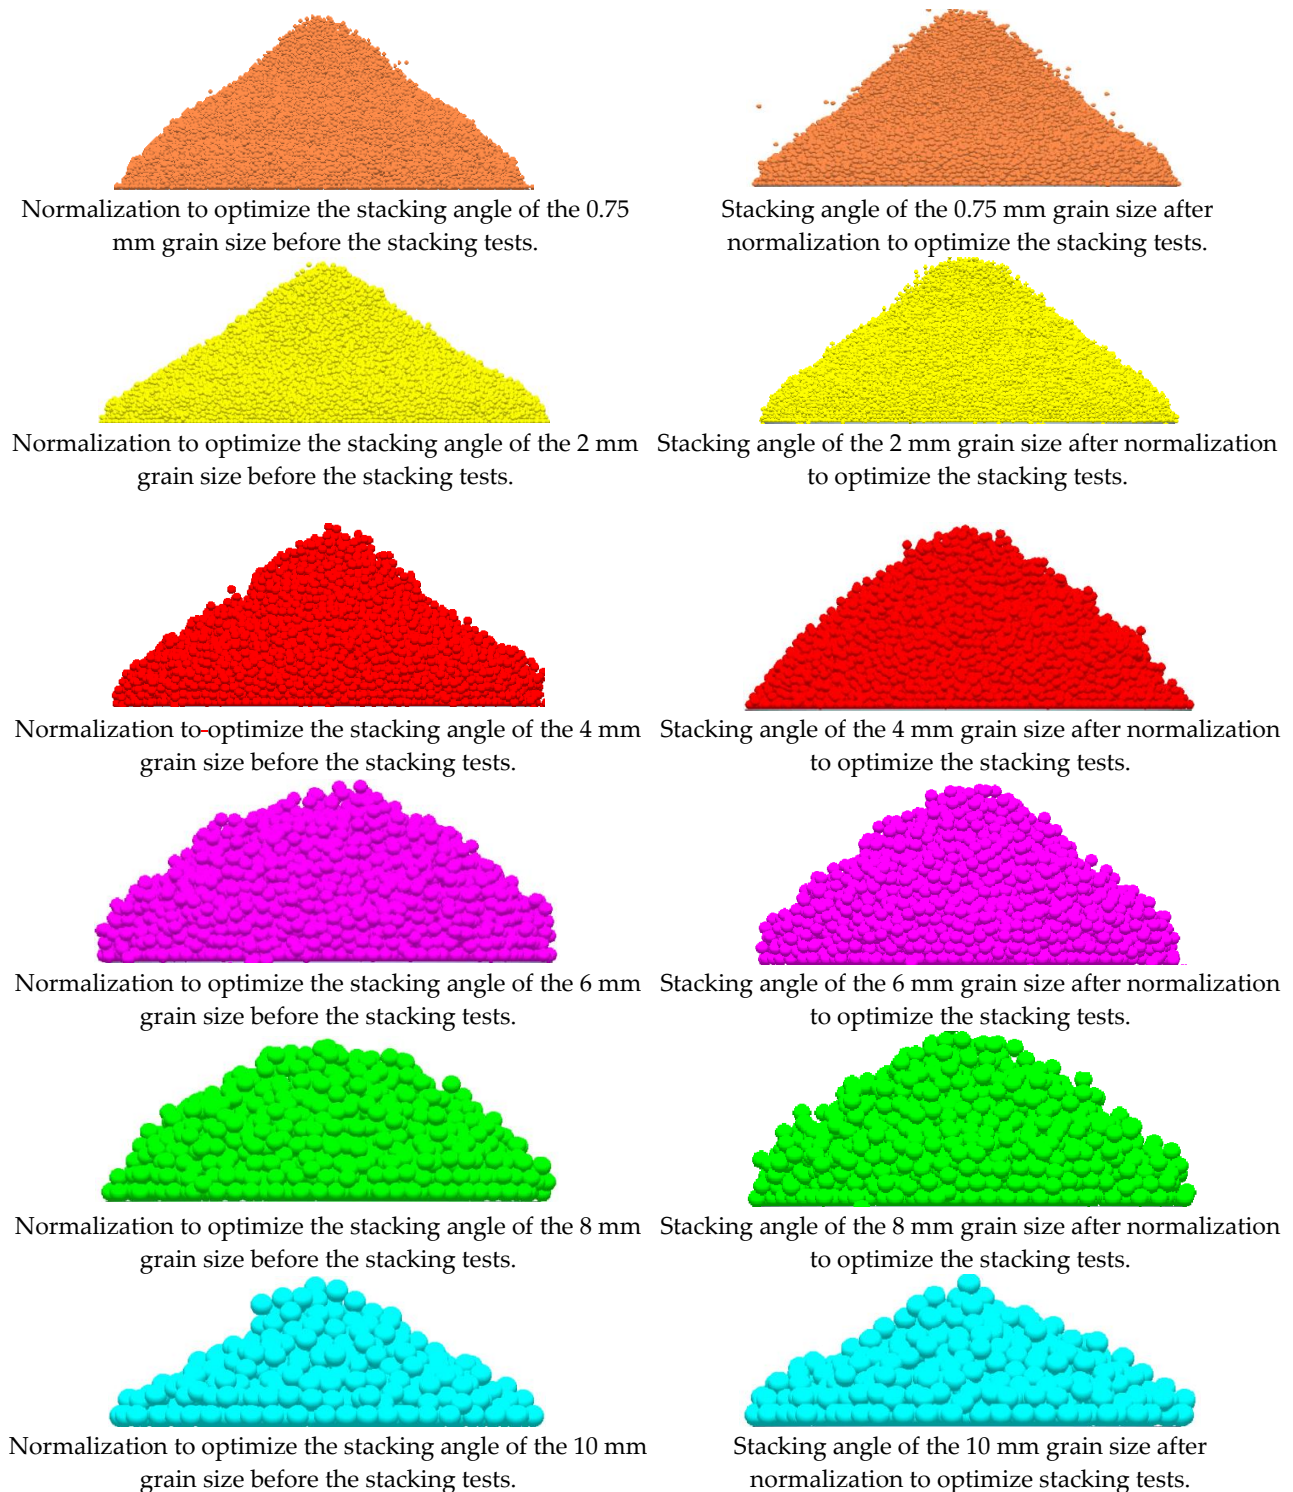 Normalization to optimize the stacking angle of the 0.75
mm grain size before the stacking tests.
Stacking angle of the 0.75 mm grain size after
normalization to optimize the stacking tests.
Normalization to optimize the stacking angle of the 2 mm
grain size before the stacking tests.
Stacking angle of the 2 mm grain size after normalization
to optimize the stacking tests.
Normalization to optimize the stacking angle of the 4 mm
grain size before the stacking tests.
Stacking angle of the 4 mm grain size after normalization
to optimize the stacking tests.
Normalization to optimize the stacking angle of the 6 mm
grain size before the stacking tests.
Stacking angle of the 6 mm grain size after normalization
to optimize the stacking tests.
Normalization to optimize the stacking angle of the 8 mm
grain size before the stacking tests.
Stacking angle of the 8 mm grain size after normalization
to optimize the stacking tests.
Normalization to optimize the stacking angle of the 10 mm
grain size before the stacking tests.
Stacking angle of the 10 mm grain size after
normalization to optimize stacking tests.